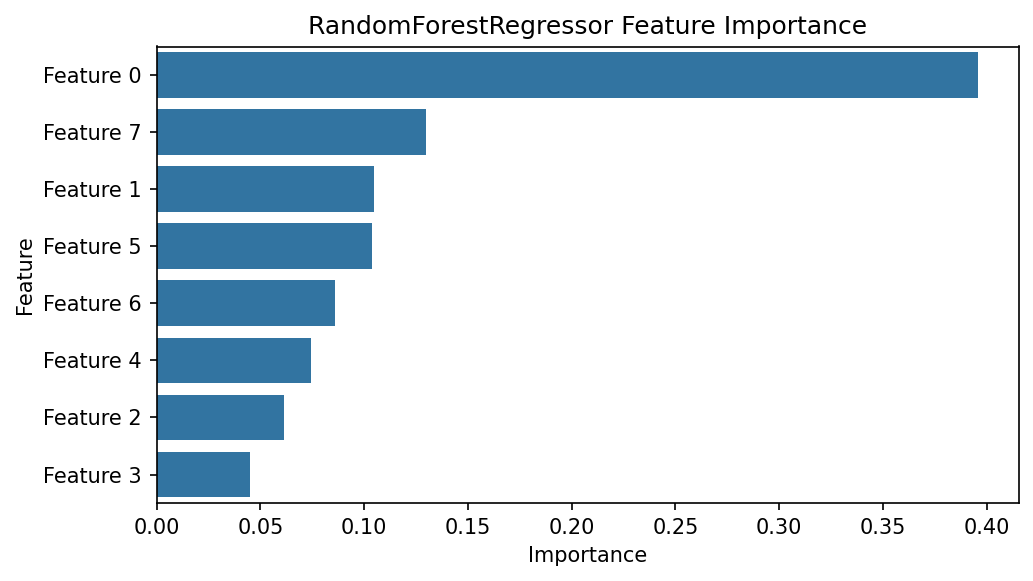 RandomForestRegressor Feature Importance
Feature
Feature 0
Feature 7
Feature 1
Feature 5
Feature 6
Feature 4
Feature 2
Feature 3
0.00 0.05 0.10 0.15 0.20 0.25 0.30 0.35 0.40
Importance